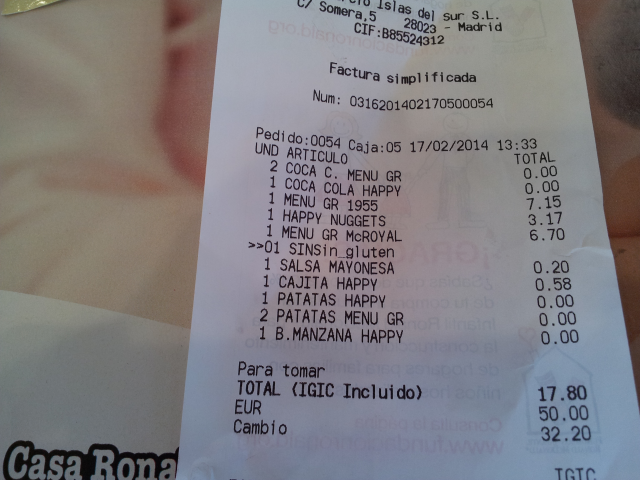 Islas del sur S.L.
C/ Somera,5 28023 - Madrid
CIF:B85524312
Factura simplificada
Num: 0316201402170500054
Pedido:0054 Caja:05 17/02/2014 13:33
UND ARTICULO TOTAL
2 COCA C. MENU GR 0.00
1 COCA COLA HAPPY 0.00
1 MENU GR 1955 7.15
1 HAPPY NUGGETS 3.17
1 MENU GR McROYAL 6.70
>>01 SINSin_gluten
1 SALSA MAYONESA 0.20
1 CAJITA HAPPY 0.58
1 PATATAS HAPPY 0.00
2 PATATAS MENU GR 0.00
1 B.MANZANA HAPPY 0.00
Para tomar
TOTAL (IGIC Incluido) 17.80
EUR 50.00
Cambio 32.20
IGIC
Casa